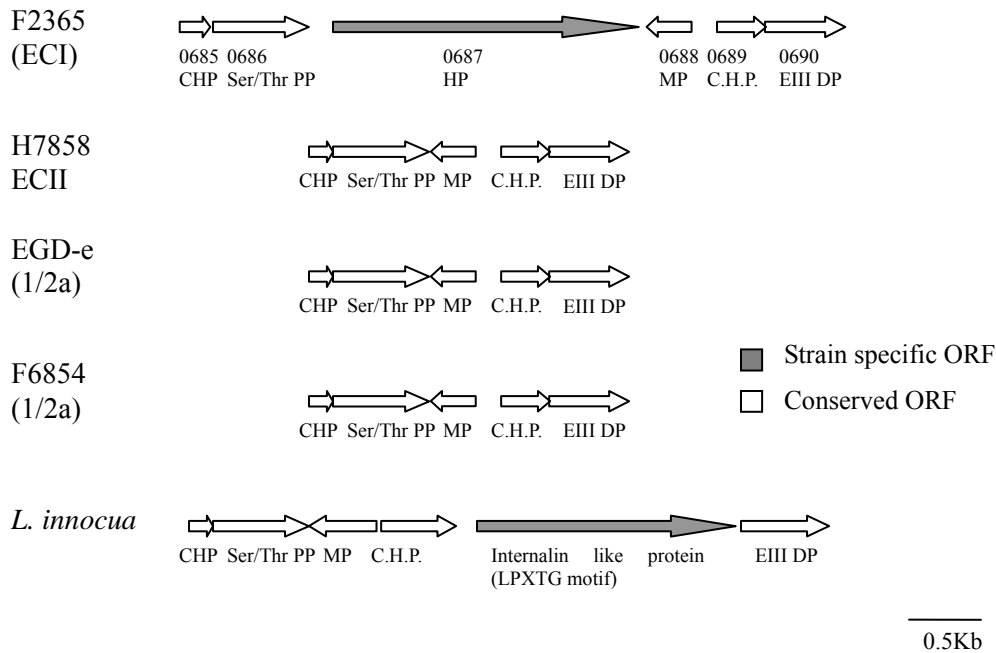 F2365
(ECI)
0685 0686 0687 0688 0689 0690
CHP Ser/Thr PP HP MP C.H.P. EIII DP
H7858
ECII
CHP Ser/Thr PP MP C.H.P. EIII DP
EGD-e
(1/2a)
CHP Ser/Thr PP MP C.H.P. EIII DP
F6854
(1/2a)
CHP Ser/Thr PP MP C.H.P. EIII DP
Strain specific ORF
Conserved ORF
L. innocua
CHP Ser/Thr PP MP C.H.P. Internalin like protein EIII DP
(LPXTG motif)
0.5Kb